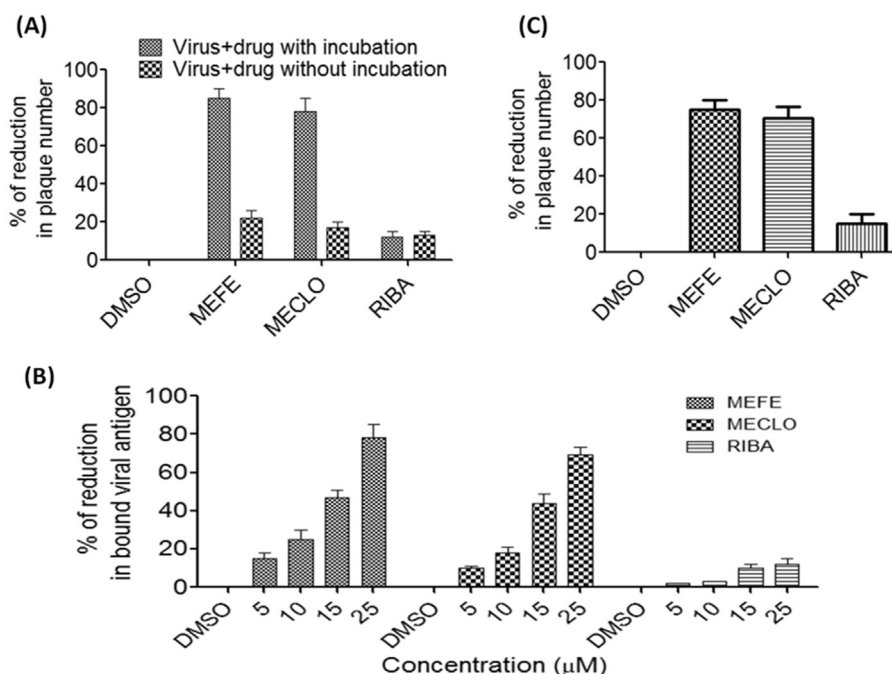 (A)
Virus+drug with incubation
Virus+drug without incubation
% of reduction
in plaque number
100
80
60
40
20
0
DMSO
MEFE
MECLO
RIBA
(C)
% of reduction
in plaque number
100
80
60
40
20
0
DMSO
MEFE
MECLO
RIBA
(B)
% of reduction
in bound viral antigen
100
80
60
40
20
0
MEFE
MECLO
RIBA
DMSO 5 10 15 25 DMSO 5 10 15 25 DMSO 5 10 15 25
Concentration (µM)